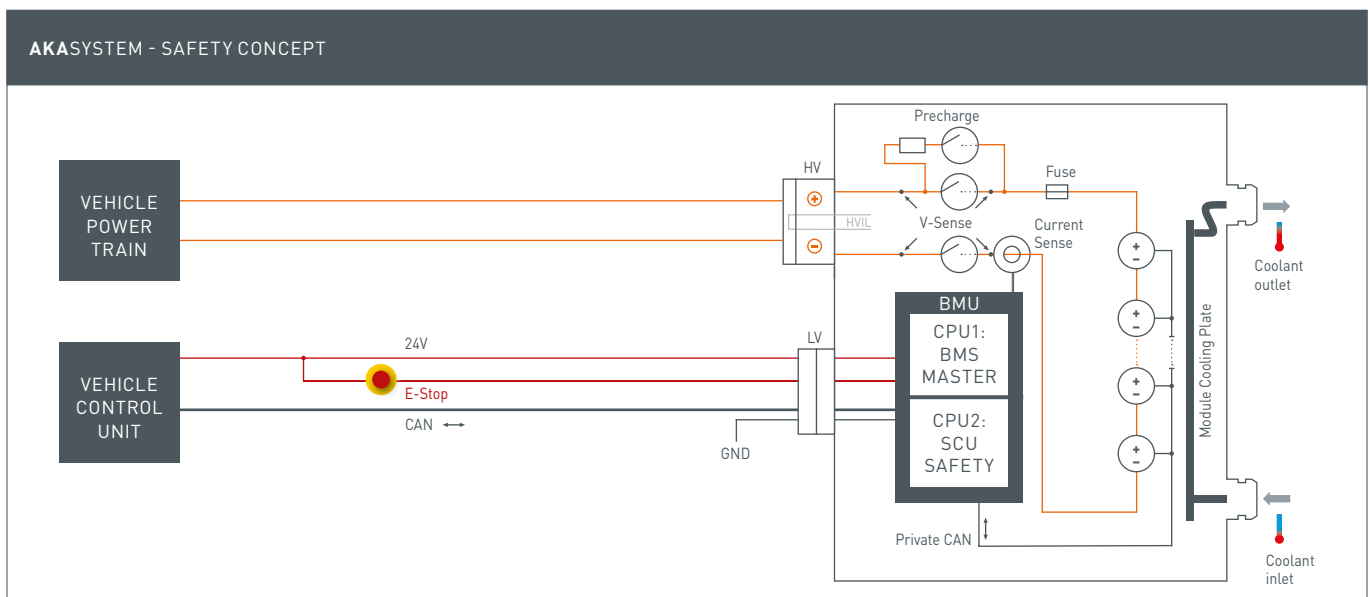 AKASYSTEM - SAFETY CONCEPT
VEHICLE
POWER
TRAIN
HV
+
HVIL
-
Precharge
V-Sense
Fuse
Current
Sense
+
-
+
-
+
-
+
-
Module Cooling Plate
Coolant
outlet
VEHICLE
CONTROL
UNIT
24V
E-Stop
CAN
GND
LV
BMU
CPU1:
BMS
MASTER
CPU2:
SCU
SAFETY
Private CAN
Coolant
inlet